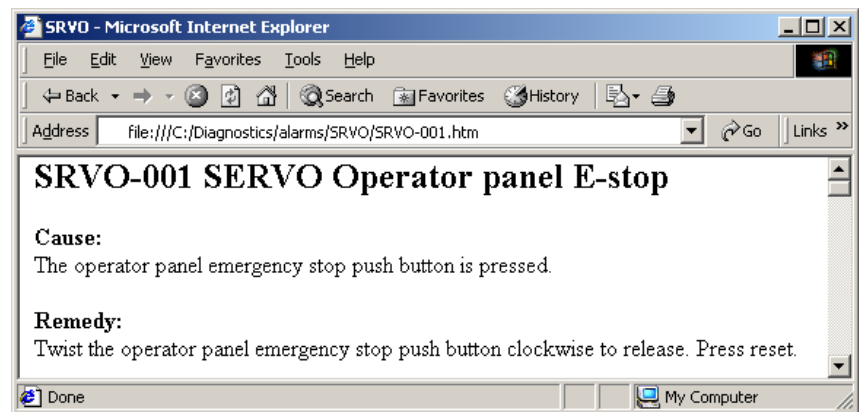 SRVO - Microsoft Internet Explorer
File Edit View Favorites Tools Help
Back Search Favorites History
Address file:///C:/Diagnostics/alarms/SRVO/SRVO-001.htm Go Links »
SRVO-001 SERVO Operator panel E-stop
Cause:
The operator panel emergency stop push button is pressed.
Remedy:
Twist the operator panel emergency stop push button clockwise to release. Press reset.
Done My Computer